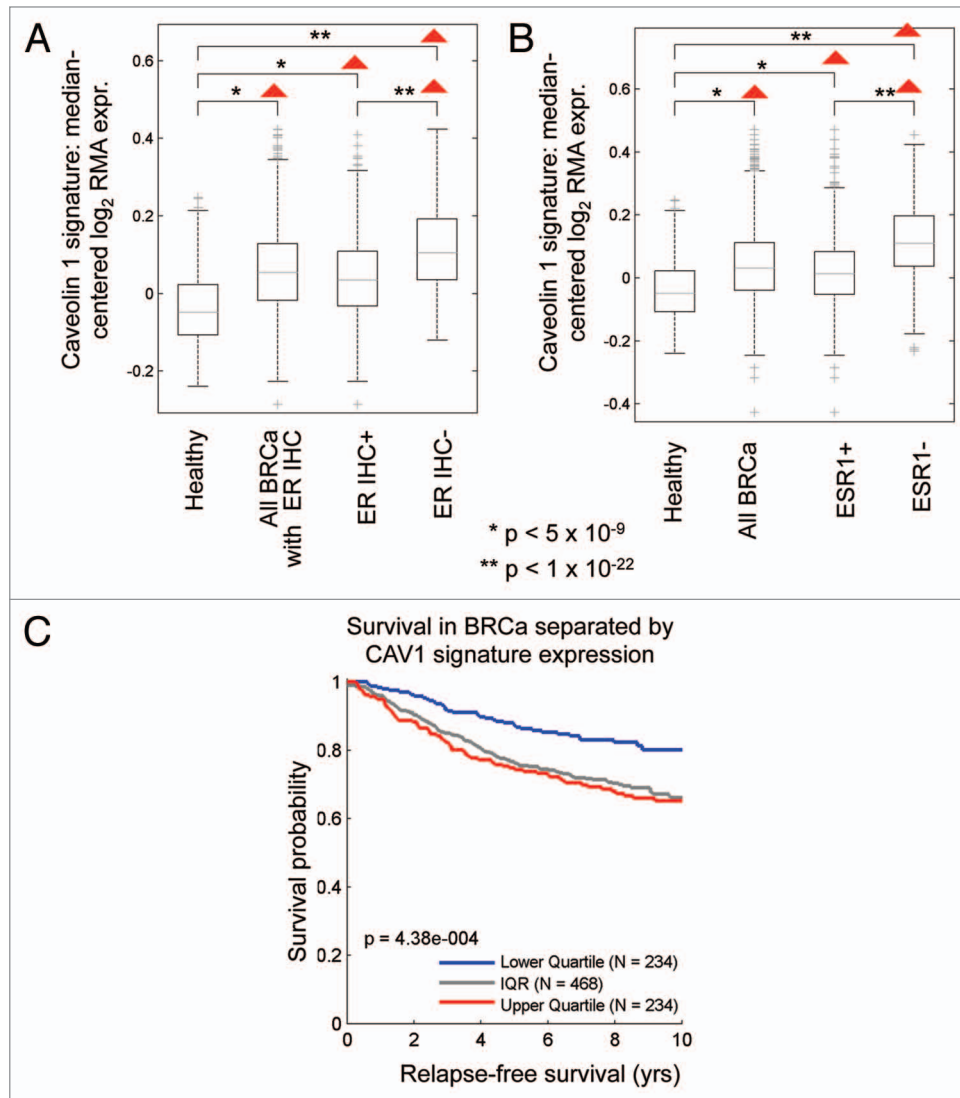 A
Caveolin 1 signature: median-
centered log2 RMA expr.
0.6
0.4
0.2
0
-0.2
**
*
*
**
Healthy
All BRCa
with ER IHC
ER IHC+
ER IHC-
B
Caveolin 1 signature: median-
centered log2 RMA expr.
0.6
0.4
0.2
0
-0.2
-0.4
**
*
*
**
Healthy
All BRCa
ESR1+
ESR1-
* p < 5 x 10-9
** p < 1 x 10-22
C
Survival in BRCa separated by
CAV1 signature expression
Survival probability
1
0.8
0.6
0.4
0.2
0
p = 4.38e-004
Lower Quartile (N = 234)
IQR (N = 468)
Upper Quartile (N = 234)
0 2 4 6 8 10
Relapse-free survival (yrs)